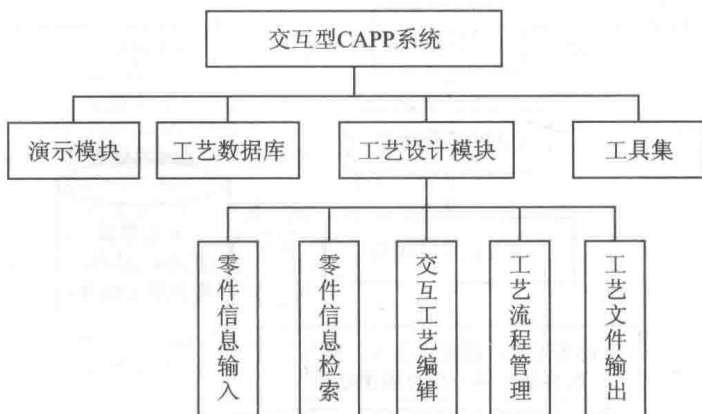 交互型CAPP系统
演示模块
工艺数据库
工艺设计模块
工具集
零件信息输入
零件信息检索
交互工艺编辑
工艺流程管理
工艺文件输出